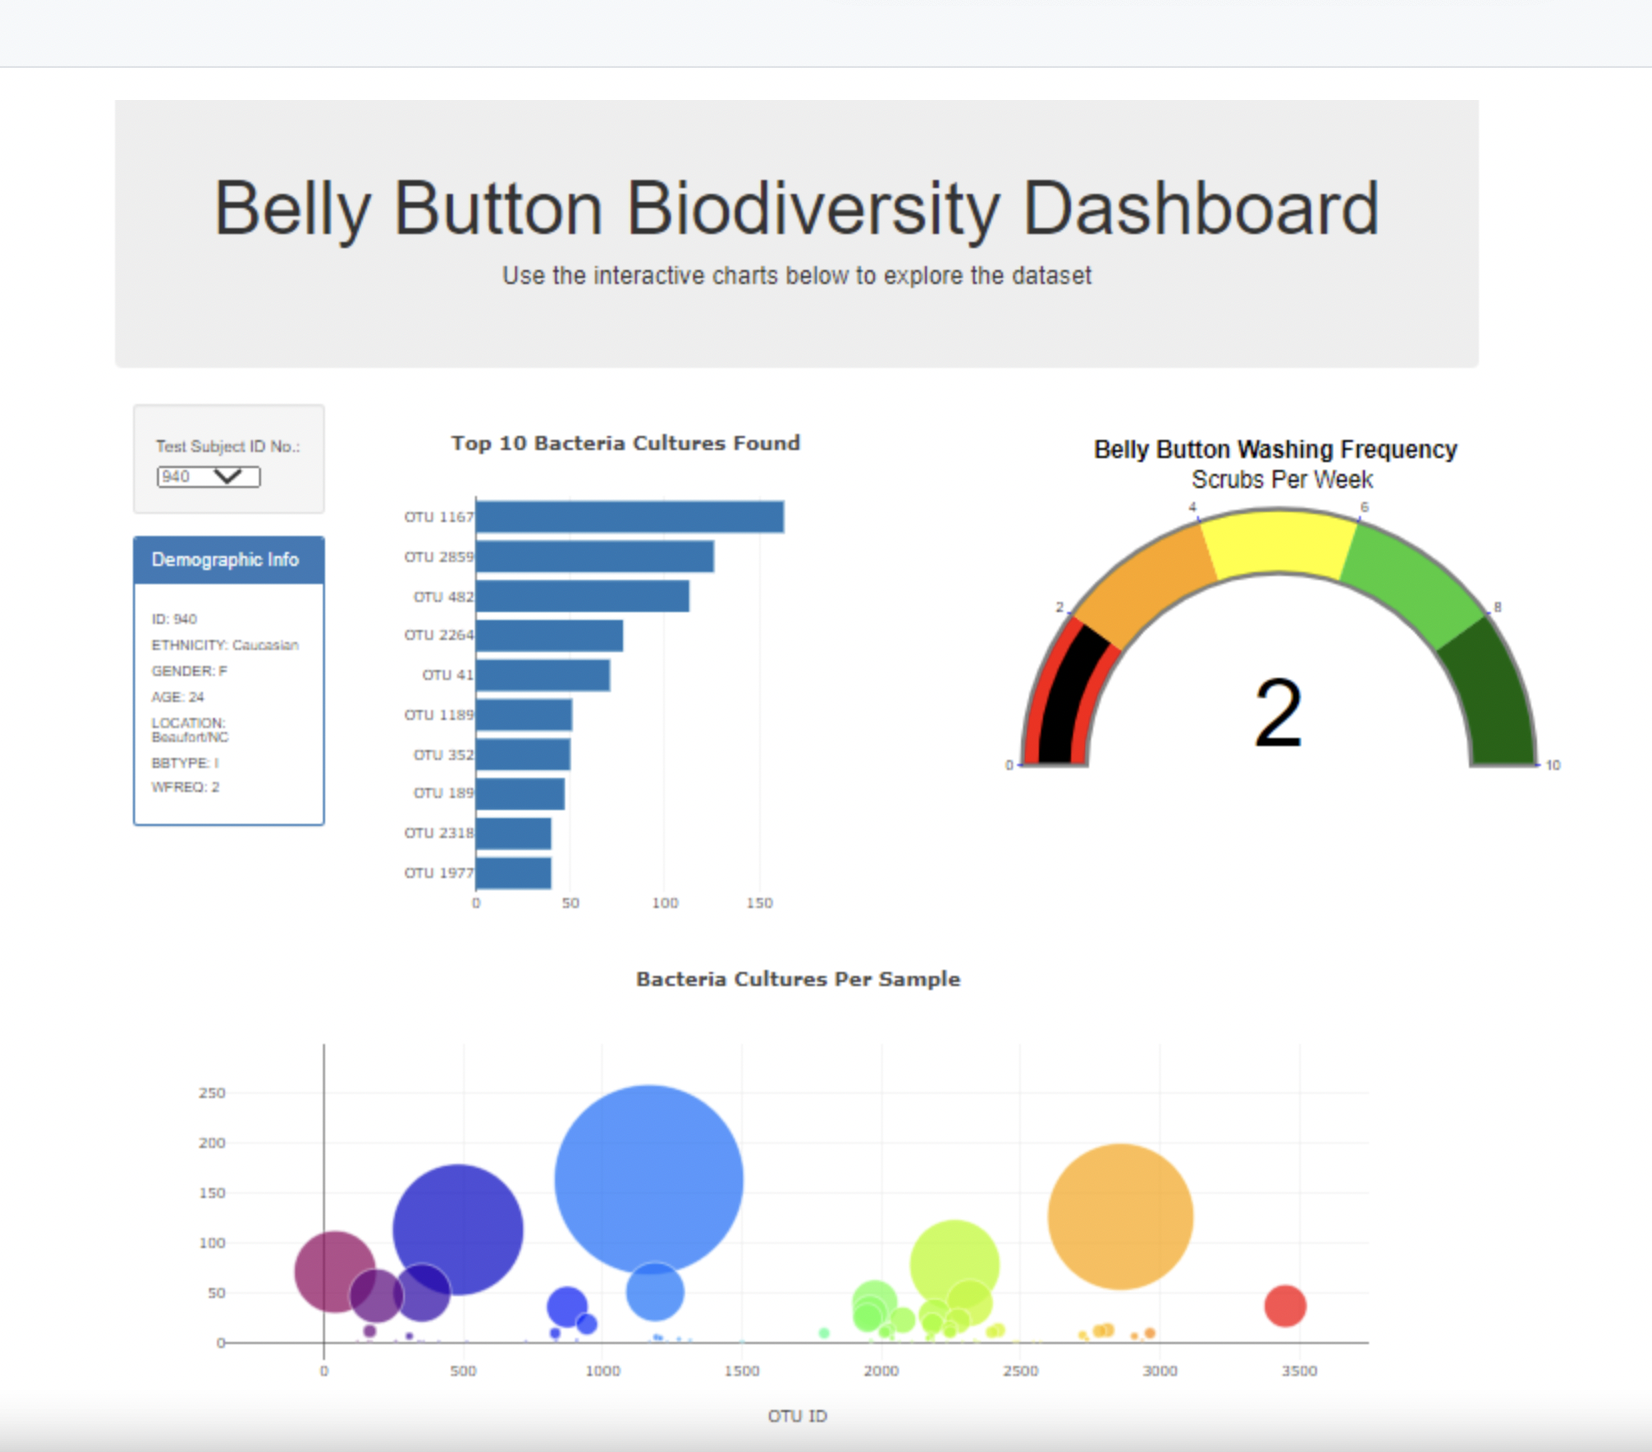 Belly Button Biodiversity Dashboard
Use the interactive charts below to explore the dataset
Test Subject ID No.:
940
Demographic Info
ID: 940
ETHNICITY: Caucasian
GENDER: F
AGE: 24
LOCATION:
Beaufort/NC
BBTYPE: I
WFREQ: 2
Top 10 Bacteria Cultures Found
OTU 1167
OTU 2859
OTU 482
OTU 2264
OTU 41
OTU 1189
OTU 352
OTU 189
OTU 2318
OTU 1977
0 50 100 150
Belly Button Washing Frequency
Scrubs Per Week
4 6
2 8
2
0 10
Bacteria Cultures Per Sample
250
200
150
100
50
0
0 500 1000 1500 2000 2500 3000 3500
OTU ID